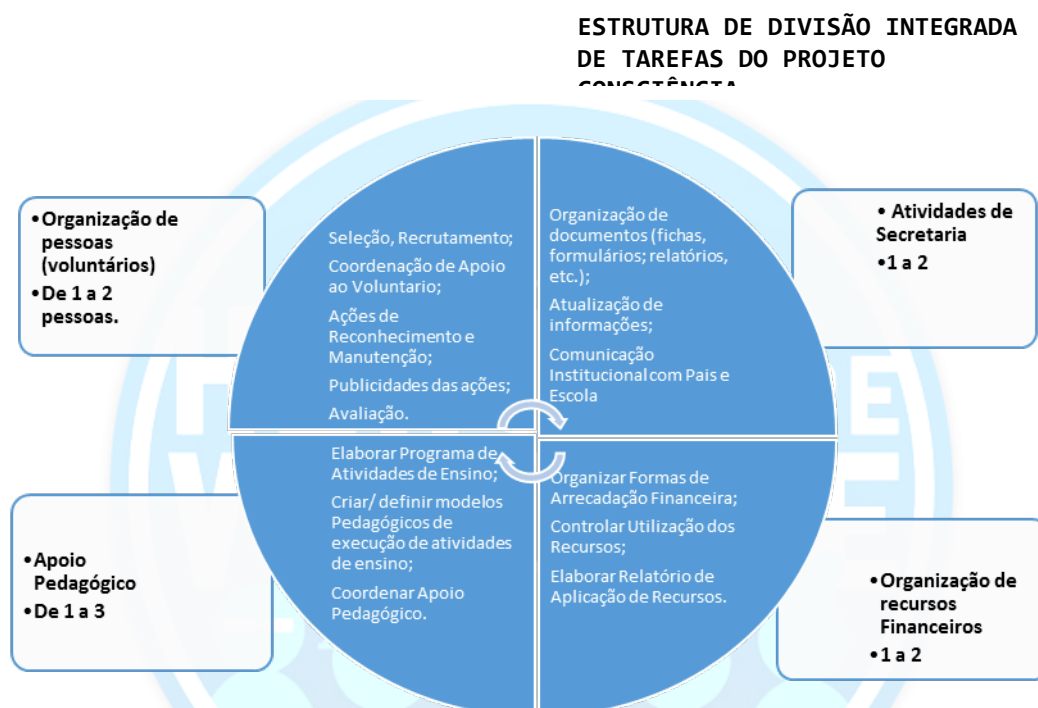 ESTRUTURA DE DIVISÃO INTEGRADA
DE TAREFAS DO PROJETO
CONSCIÊNCIA
•Organização de
pessoas
(voluntários)
•De 1 a 2
pessoas.
Seleção, Recrutamento;
Coordenação de Apoio
ao Voluntario;
Ações de
Reconhecimento e
Manutenção;
Publicidades das ações;
Avaliação.
Organização de
documentos (fichas,
formulários; relatórios,
etc.);
Atualização de
informações;
Comunicação
Institucional com Pais e
Escola
• Atividades de
Secretaria
•1 a 2
•Apoio
Pedagógico
•De 1 a 3
Elaborar Programa de
Atividades de Ensino;
Criar/ definir modelos
Pedagógicos de
execução de atividades
de ensino;
Coordenar Apoio
Pedagógico.
Organizar Formas de
Arrecadação Financeira;
Controlar Utilização dos
Recursos;
Elaborar Relatório de
Aplicação de Recursos.
•Organização de
recursos
Financeiros
•1 a 2